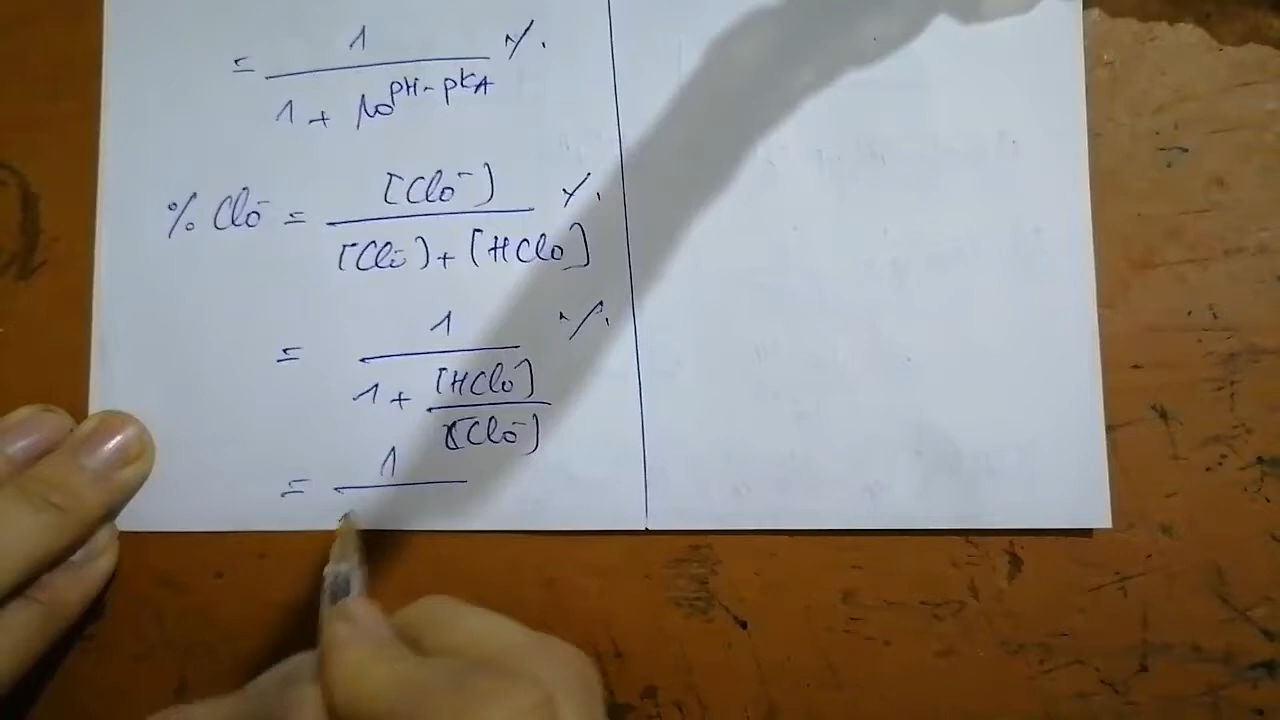 = 1 / (1 + 10^(pH - pKA)) %
% ClO⁻ = [ClO⁻] / ([ClO⁻] + [HClO]) %
= 1 / (1 + [HClO] / [ClO⁻]) %
= 1 /